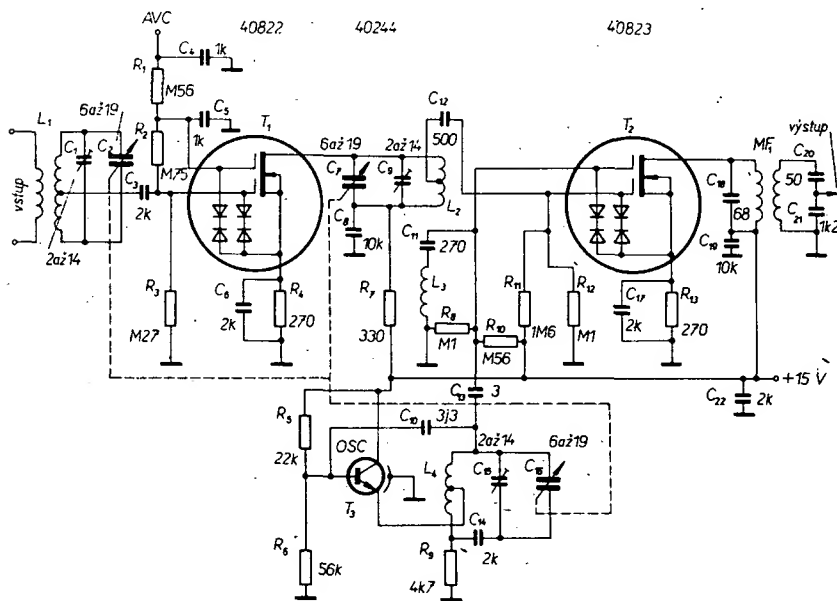 AVC
40822
40244
40823
C₄ 1k
R₁
M56
C₅
1k
6až19
L₁
C₁
C₂
R₂
M75
C₃
2k
vstup
2až14
T₁
6až19
C₇
2až14
C₉
C₁₂
500
L₂
C₈
10k
C₁₁
270
L₃
T₂
MF₁
výstup
C₂₀
50
C₁₈
68
C₂₁
1k2
C₁₉
10k
R₃
M27
C₆
2k
R₄
270
R₇
330
R₈
M1
R₁₀
M56
R₁₁
1M6
R₁₂
M1
C₁₇
2k
R₁₃
270
+15 V
C₂₂
2k
C₁₃
3
R₅
22k
C₁₀
3j3
OSC
T₃
2až14
6až19
L₄
C₁₅
C₁₆
C₁₄
2k
R₆
56k
R₉
4k7